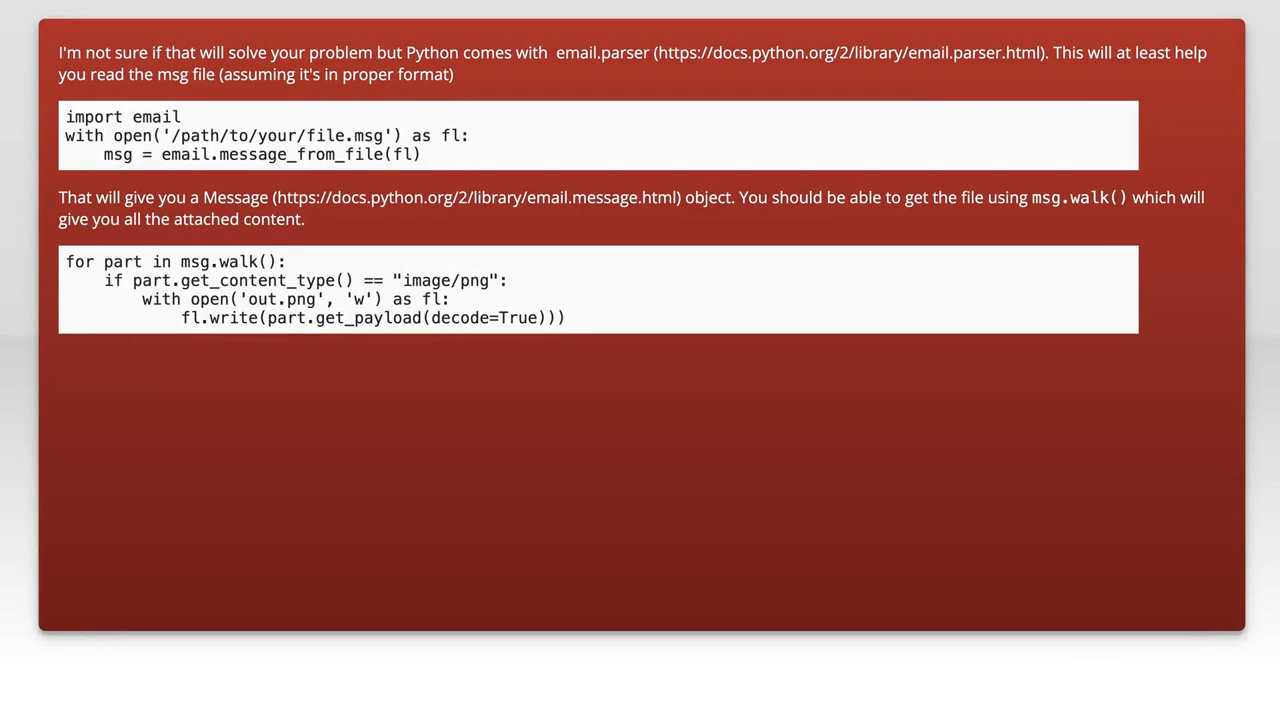 I'm not sure if that will solve your problem but Python comes with  email.parser (https://docs.python.org/2/library/email.parser.html). This will at least help
you read the msg file (assuming it's in proper format)
import email
with open('/path/to/your/file.msg') as fl:
    msg = email.message_from_file(fl)
That will give you a Message (https://docs.python.org/2/library/email.message.html) object. You should be able to get the file using msg.walk() which will
give you all the attached content.
for part in msg.walk():
    if part.get_content_type() == "image/png":
        with open('out.png', 'w') as fl:
            fl.write(part.get_payload(decode=True)))